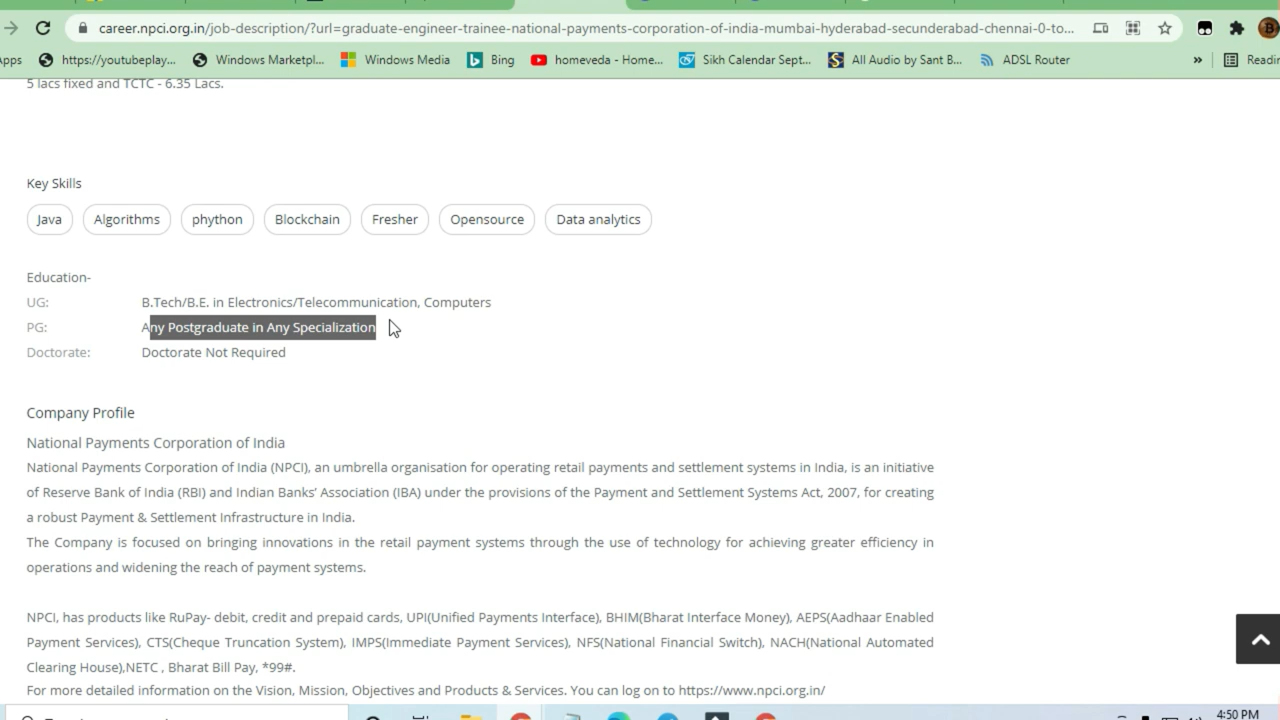 career.npci.org.in/job-description/?url=graduate-engineer-trainee-national-payments-corporation-of-india-mumbai-hyderabad-secunderabad-chennai-0-to...
Apps https://youtubeplay... Windows Marketpl... Windows Media Bing homeveda - Home... Sikh Calendar Sept... All Audio by Sant B... ADSL Router » Readin
5 lacs fixed and TCTC - 6.35 Lacs.
Key Skills
Java Algorithms phython Blockchain Fresher Opensource Data analytics
Education-
UG: B.Tech/B.E. in Electronics/Telecommunication, Computers
PG: Any Postgraduate in Any Specialization
Doctorate: Doctorate Not Required
Company Profile
National Payments Corporation of India
National Payments Corporation of India (NPCI), an umbrella organisation for operating retail payments and settlement systems in India, is an initiative
of Reserve Bank of India (RBI) and Indian Banks’ Association (IBA) under the provisions of the Payment and Settlement Systems Act, 2007, for creating
a robust Payment & Settlement Infrastructure in India.
The Company is focused on bringing innovations in the retail payment systems through the use of technology for achieving greater efficiency in
operations and widening the reach of payment systems.
NPCI, has products like RuPay- debit, credit and prepaid cards, UPI(Unified Payments Interface), BHIM(Bharat Interface Money), AEPS(Aadhaar Enabled
Payment Services), CTS(Cheque Truncation System), IMPS(Immediate Payment Services), NFS(National Financial Switch), NACH(National Automated
Clearing House),NETC , Bharat Bill Pay, *99#.
For more detailed information on the Vision, Mission, Objectives and Products & Services. You can log on to https://www.npci.org.in/
4:50 PM